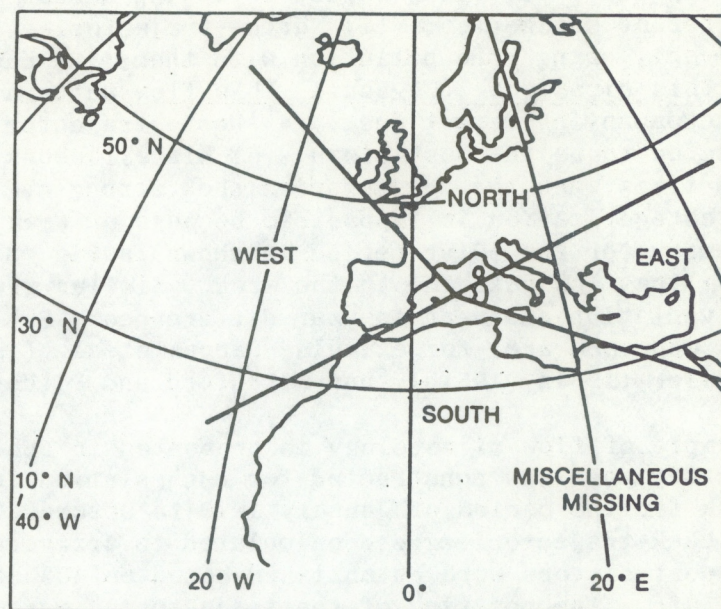 50° N
NORTH
WEST
EAST
30° N
SOUTH
10° N
40° W
MISCELLANEOUS
MISSING
20° W
0°
20° E